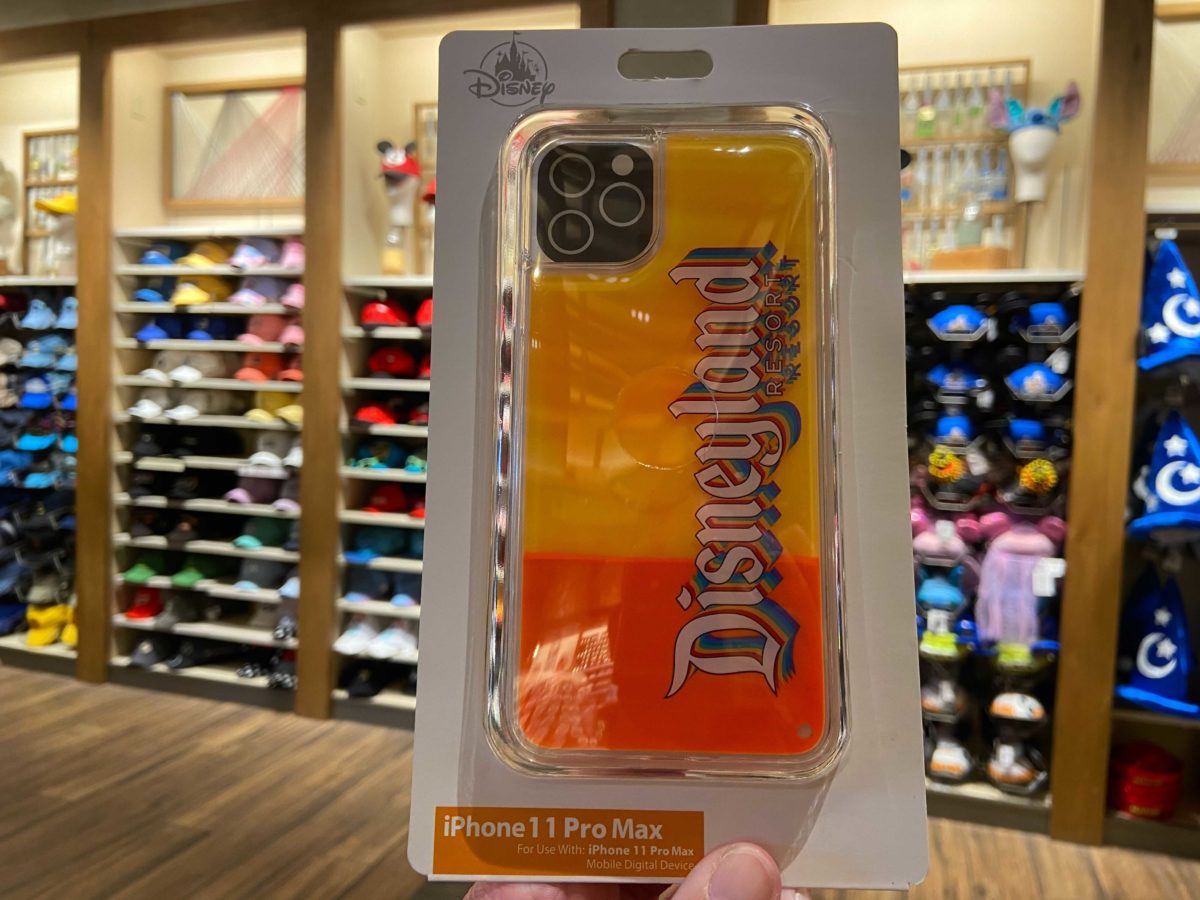 Disney
Disneyland
RESORT
iPhone 11 Pro Max
For Use With: iPhone 11 Pro Max
Mobile Digital Device